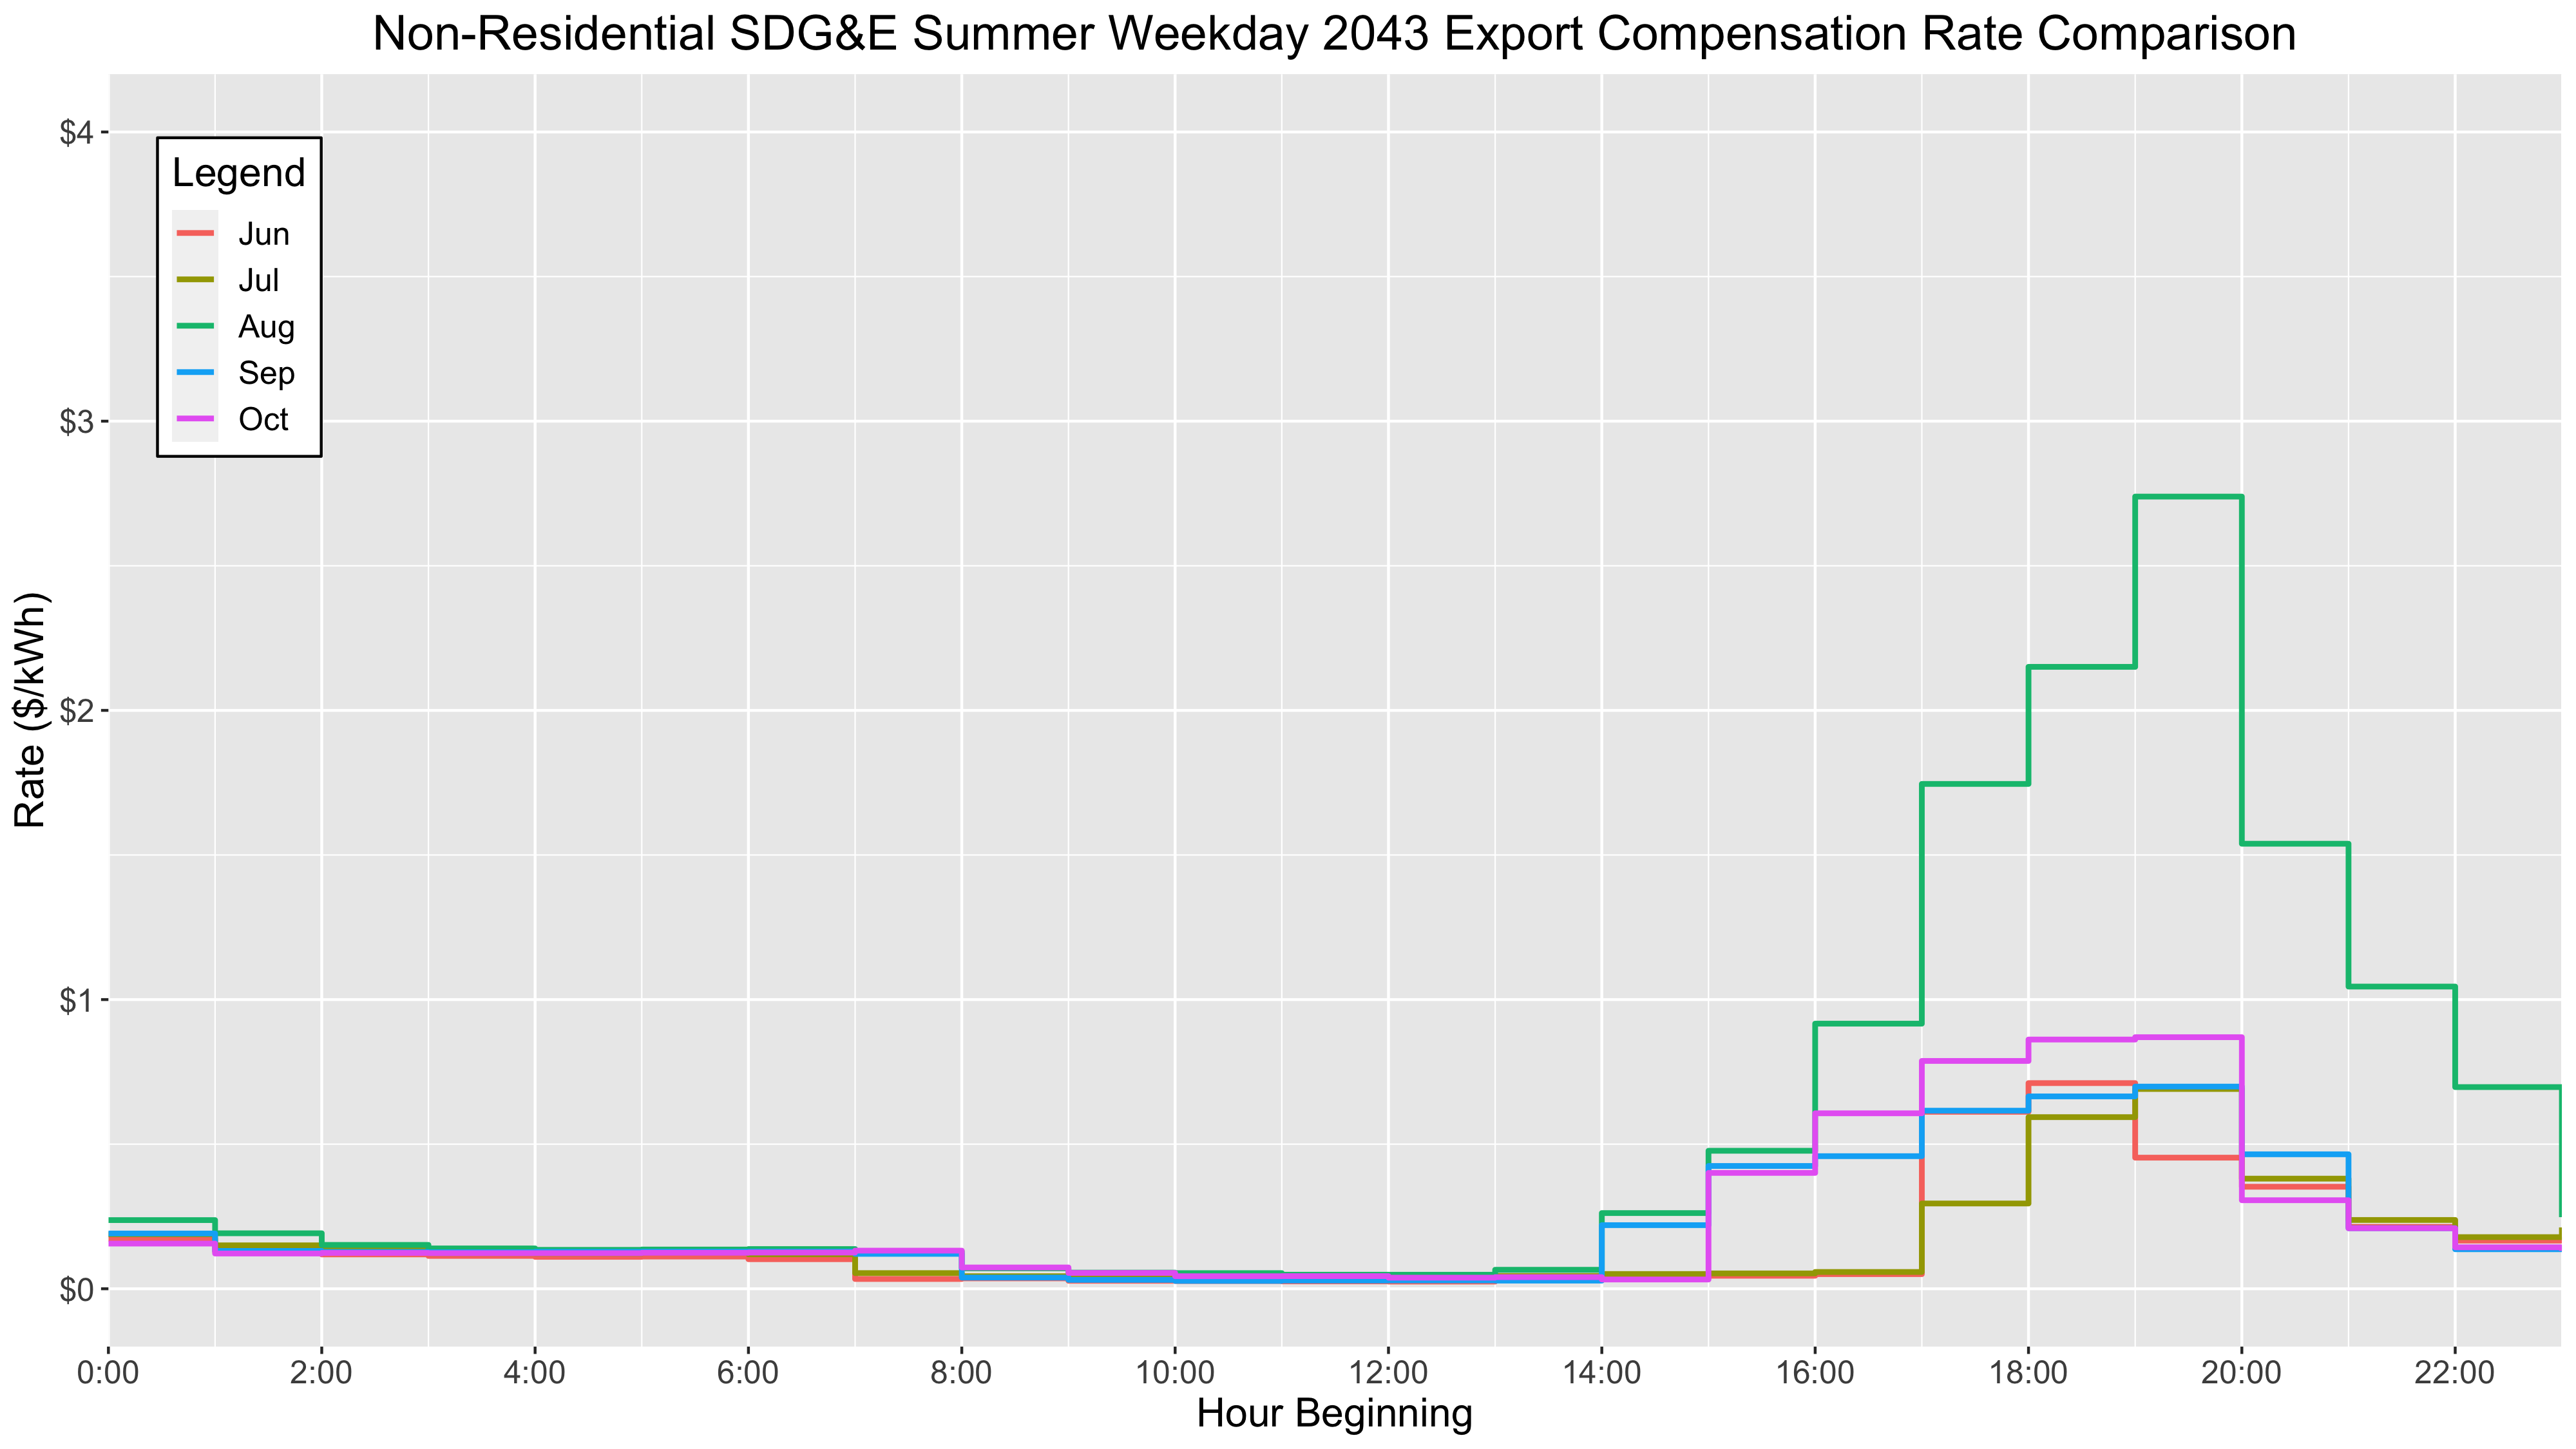 Non-Residential SDG&E Summer Weekday 2043 Export Compensation Rate Comparison
$4
Legend
Jun
Jul
Aug
Sep
Oct
$3
Rate ($/kWh)
$2
$1
$0
0:00 2:00 4:00 6:00 8:00 10:00 12:00 14:00 16:00 18:00 20:00 22:00
Hour Beginning